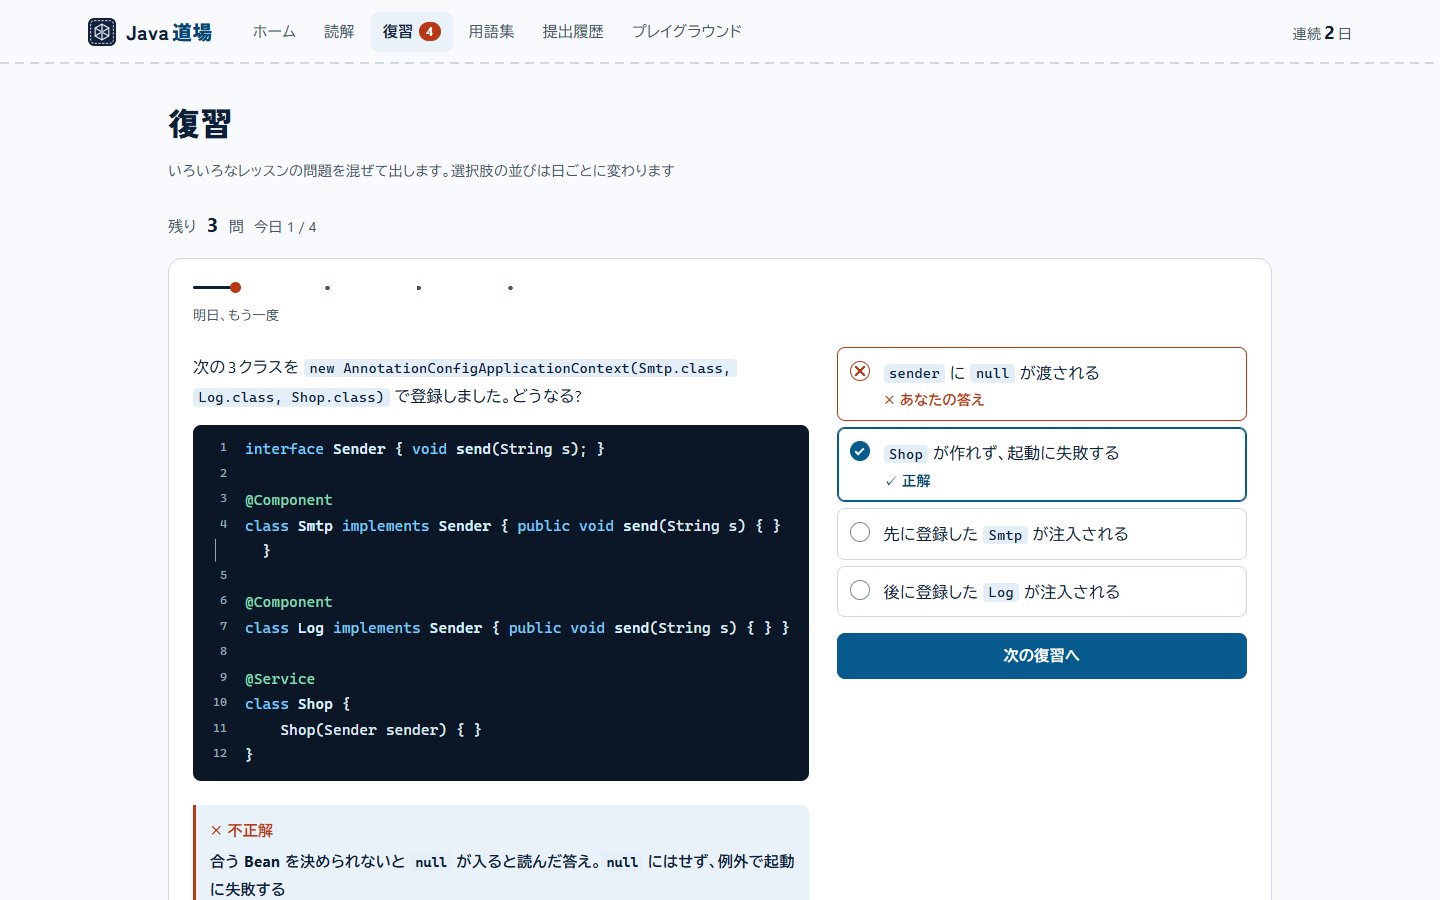 Java 道場
ホーム
読解
復習 4
用語集
提出履歴
プレイグラウンド
連続 2 日
復習
いろいろなレッスンの問題を混ぜて出します。選択肢の並びは日ごとに変わります
残り 3 問 今日 1 / 4
明日、もう一度
次の3クラスを new AnnotationConfigApplicationContext(Smtp.class,
Log.class, Shop.class) で登録しました。どうなる?
1 interface Sender { void send(String s); }
2
3 @Component
4 class Smtp implements Sender { public void send(String s) { }
}
5
6 @Component
7 class Log implements Sender { public void send(String s) { } }
8
9 @Service
10 class Shop {
11 Shop(Sender sender) { }
12 }
× 不正解
合う Bean を決められないと null が入ると読んだ答え。null にはせず、例外で起動
に失敗する
sender に null が渡される
× あなたの答え
Shop が作れず、起動に失敗する
✓ 正解
先に登録した Smtp が注入される
後に登録した Log が注入される
次の復習へ